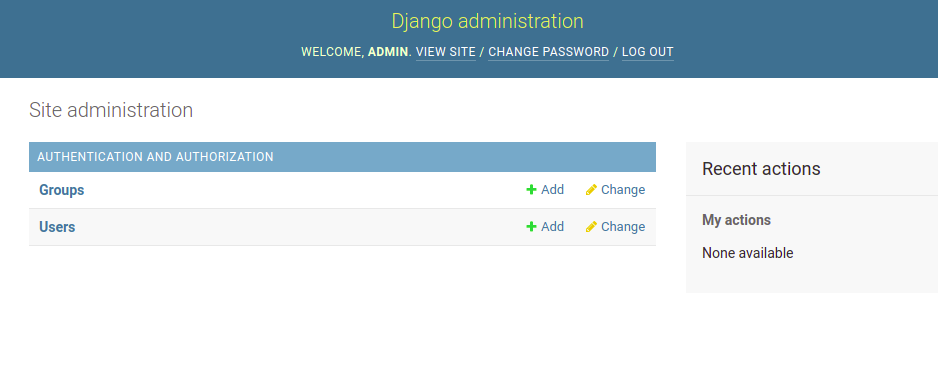 Django administration
WELCOME, ADMIN. VIEW SITE / CHANGE PASSWORD / LOG OUT
Site administration
AUTHENTICATION AND AUTHORIZATION
Groups Add Change
Users Add Change
Recent actions
My actions
None available